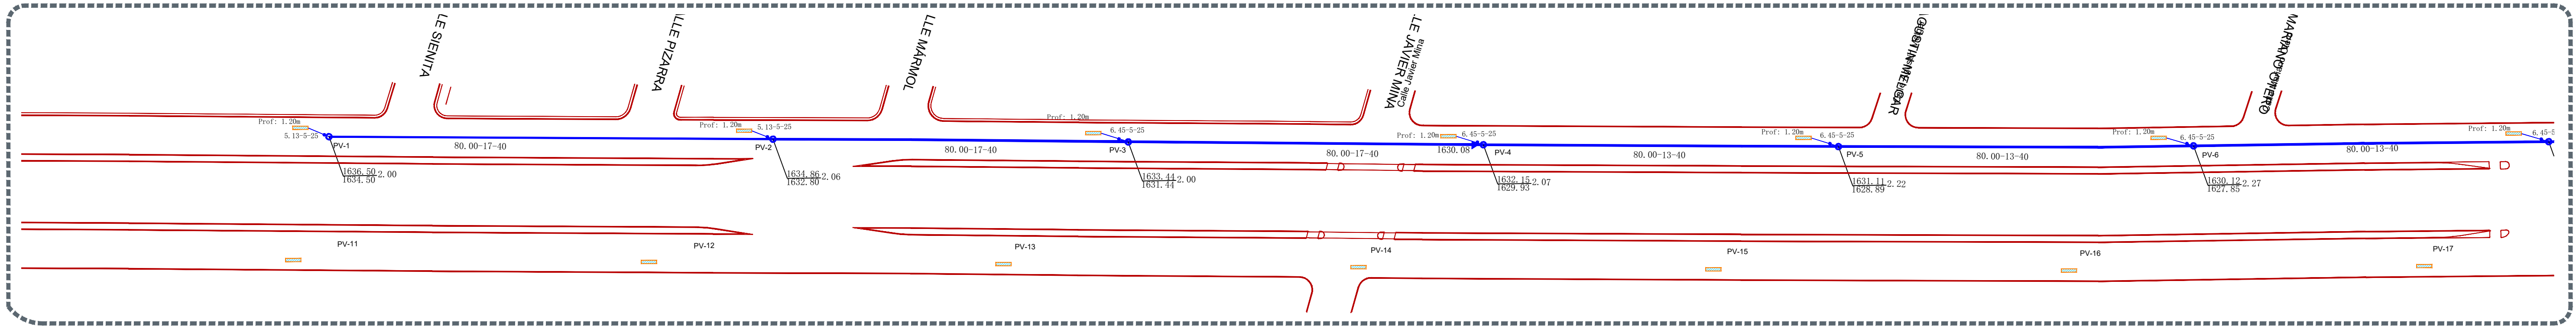 LE SIENITA
LLE PIZARRA
LLE MARMOL
LE JAVIER MINA
Calle Javier Mina
Prof: 1.20m
5.13-5-25
PV-1
80.00-17-40
1636.50
1634.50
2.00
Prof: 1.20m
5.13-5-25
PV-2
80.00-17-40
1634.86
1632.80
2.06
Prof: 1.20m
6.45-5-25
PV-3
80.00-17-40
1633.44
1631.44
2.00
Prof: 1.20m
6.45-5-25
1630.08
PV-4
80.00-13-40
1632.15
1629.93
2.07
Prof: 1.20m
6.45-5-25
PV-5
80.00-13-40
1631.11
1628.89
2.22
Prof: 1.20m
6.45-5-25
PV-6
80.00-13-40
1630.12
1627.85
2.27
Prof: 1.20m
6.45-5
PV-11
PV-12
PV-13
PV-14
PV-15
PV-16
PV-17